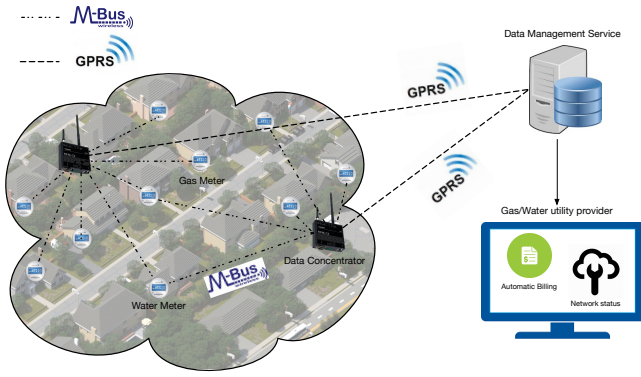 M-Bus
wireless
GPRS
Data Management Service
GPRS
GPRS
Gas Meter
Gas/Water utility provider
Data Concentrator
M-Bus
wireless
Water Meter
Automatic Billing
Network status